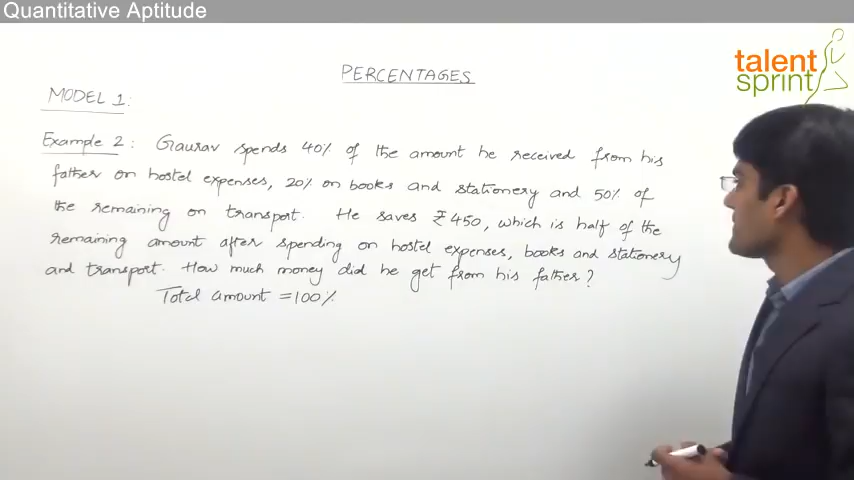 Quantitative Aptitude
talent
sprint
PERCENTAGES
MODEL 1:
Example 2: Gaurav spends 40% of the amount he received from his
father on hostel expenses, 20% on books and stationery and 50% of
the remaining on transport. He saves ₹450, which is half of the
remaining amount after spending on hostel expenses, books and stationery
and transport. How much money did he get from his father?
Total amount = 100%